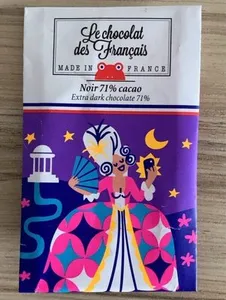 Le chocolat
des Français
MADE IN FRANCE
Noir 71% cacao
Extra dark chocolate 71%